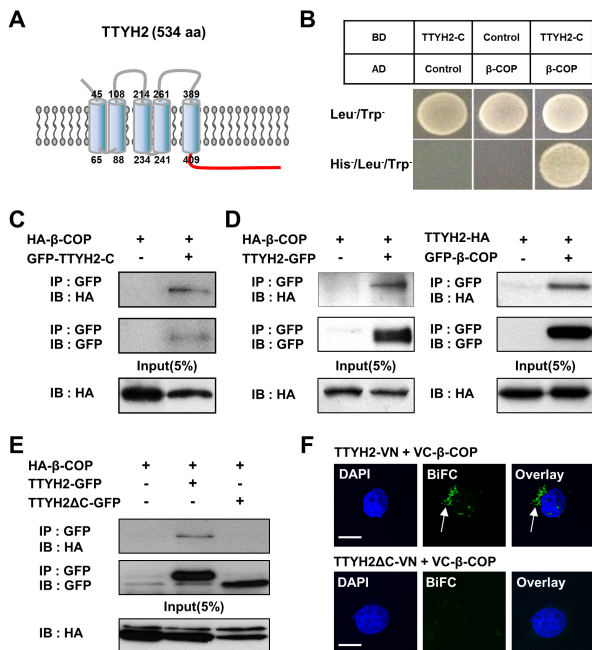 A
TTYH2 (534 aa)
45 108 214 261 389
65 88 234 241 409
B
BD TTYH2-C Control TTYH2-C
AD Control β-COP β-COP
Leu⁻/Trp⁻
His⁻/Leu⁻/Trp⁻
C
HA-β-COP + +
GFP-TTYH2-C - +
IP : GFP
IB : HA
IP : GFP
IB : GFP
Input(5%)
IB : HA
D
HA-β-COP + +
TTYH2-GFP - +
IP : GFP
IB : HA
IP : GFP
IB : GFP
Input(5%)
IB : HA
TTYH2-HA + +
GFP-β-COP - +
IP : GFP
IB : HA
IP : GFP
IB : GFP
Input(5%)
IB : HA
E
HA-β-COP + + +
TTYH2-GFP - + -
TTYH2ΔC-GFP - - +
IP : GFP
IB : HA
IP : GFP
IB : GFP
Input(5%)
IB : HA
F
TTYH2-VN + VC-β-COP
DAPI BiFC Overlay
TTYH2ΔC-VN + VC-β-COP
DAPI BiFC Overlay